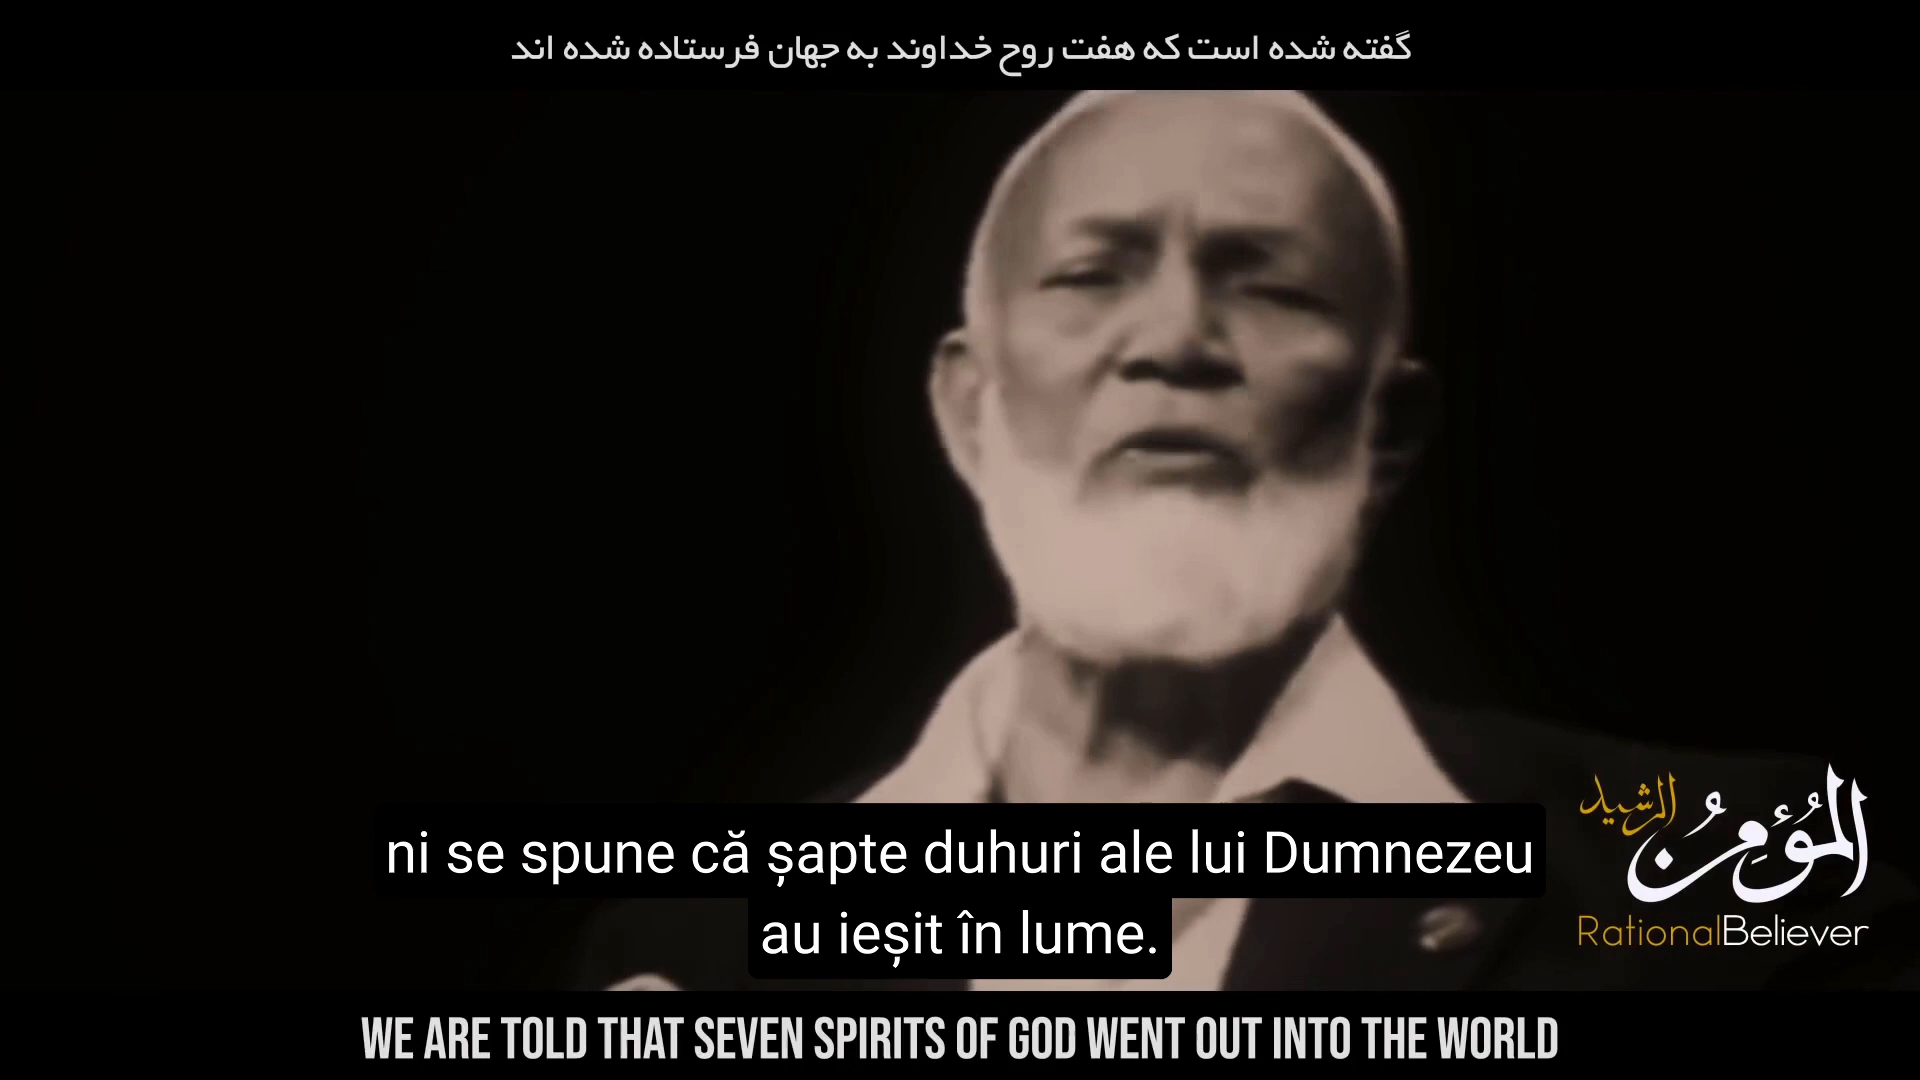 گفته شده است که هفت روح خداوند به جهان فرستاده شده اند
ni se spune că șapte duhuri ale lui Dumnezeu
au ieșit în lume.
المُؤْمِنُ الرشيد
RationalBeliever
WE ARE TOLD THAT SEVEN SPIRITS OF GOD WENT OUT INTO THE WORLD